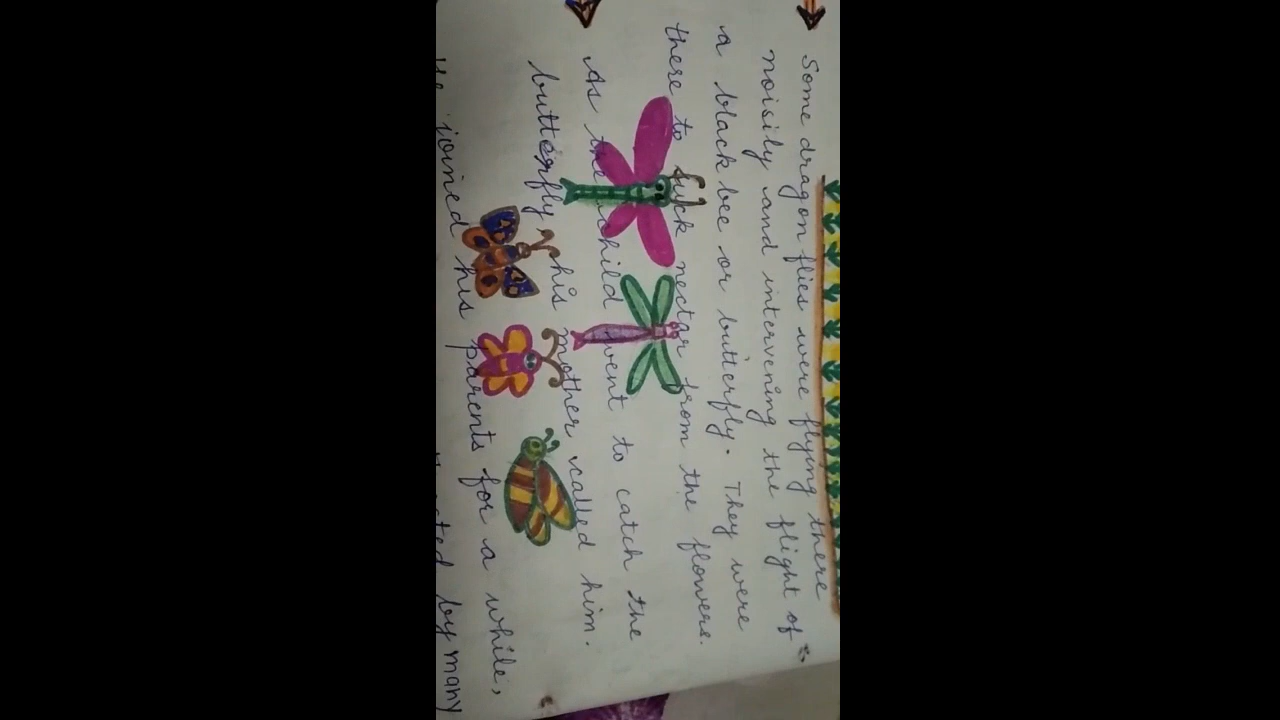 Some dragon flies were flying there
noisily and intervening the flight of
a black bee or butterfly. They were
there to suck nectar from the flowers.
As the child went to catch the
butterfly, his mother called him.
He joined his parents for a while,
by many